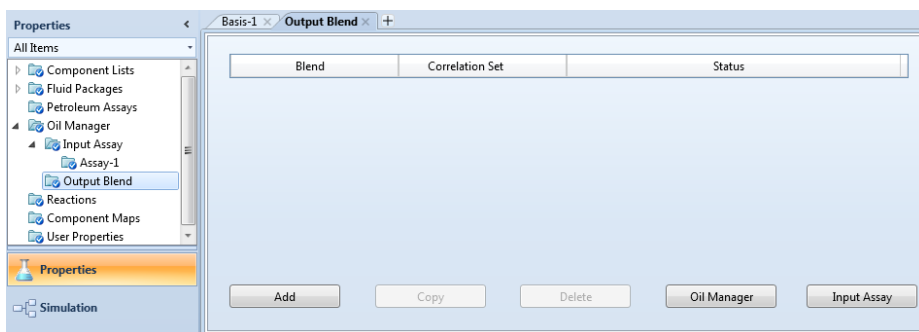 Properties
<
All Items
Component Lists
Fluid Packages
Petroleum Assays
Oil Manager
Input Assay
Assay-1
Output Blend
Reactions
Component Maps
User Properties
Properties
Simulation
Basis-1 × Output Blend × +
Blend Correlation Set Status
Add Copy Delete Oil Manager Input Assay